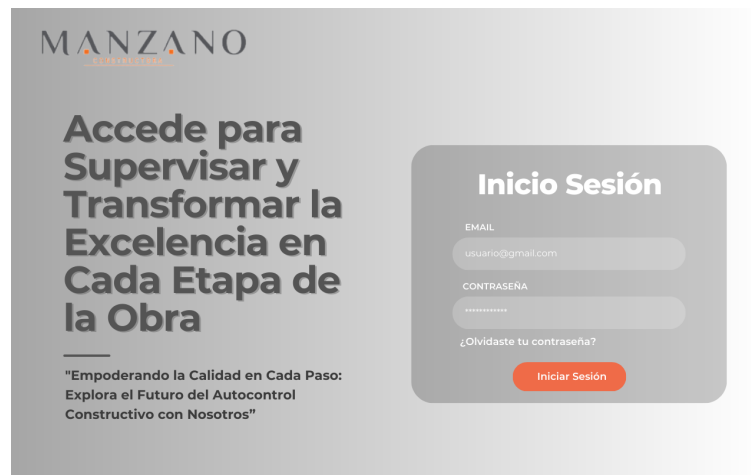 MANZANO
Accede para
Supervisar y
Transformar la
Excelencia en
Cada Etapa de
la Obra
"Empoderando la Calidad en Cada Paso:
Explora el Futuro del Autocontrol
Constructivo con Nosotros”
Inicio Sesión
EMAIL
usuario@gmail.com
CONTRASEÑA
************
¿Olvidaste tu contraseña?
Iniciar Sesión